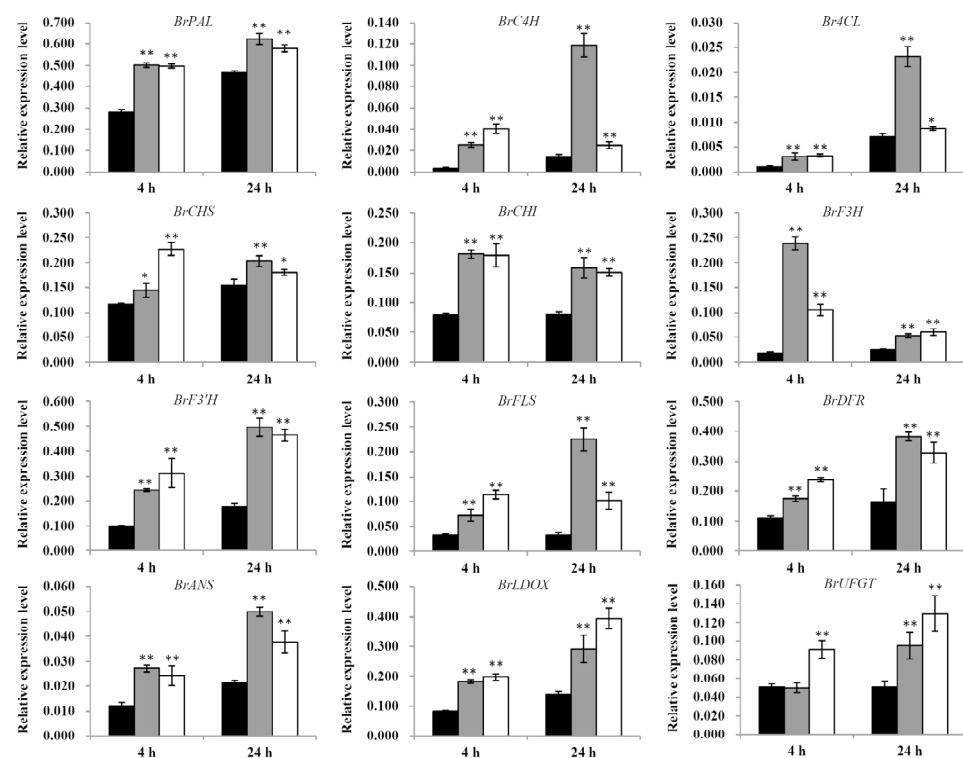 BrPAL
Relative expression level
0.700
0.600
0.500
0.400
0.300
0.200
0.100
0.000
** ** ** **
4 h 24 h
BrC4H
Relative expression level
0.140
0.120
0.100
0.080
0.060
0.040
0.020
0.000
** ** ** **
4 h 24 h
Br4CL
Relative expression level
0.030
0.025
0.020
0.015
0.010
0.005
0.000
** ** ** *
4 h 24 h
BrCHS
Relative expression level
0.300
0.250
0.200
0.150
0.100
0.050
0.000
* ** ** *
4 h 24 h
BrCHI
Relative expression level
0.250
0.200
0.150
0.100
0.050
0.000
** ** ** **
4 h 24 h
BrF3H
Relative expression level
0.300
0.250
0.200
0.150
0.100
0.050
0.000
** ** ** **
4 h 24 h
BrF3'H
Relative expression level
0.600
0.500
0.400
0.300
0.200
0.100
0.000
** ** ** **
4 h 24 h
BrFLS
Relative expression level
0.300
0.250
0.200
0.150
0.100
0.050
0.000
** ** ** **
4 h 24 h
BrDFR
Relative expression level
0.500
0.400
0.300
0.200
0.100
0.000
** ** ** **
4 h 24 h
BrANS
Relative expression level
0.060
0.050
0.040
0.030
0.020
0.010
0.000
** ** ** **
4 h 24 h
BrLDOX
Relative expression level
0.500
0.400
0.300
0.200
0.100
0.000
** ** ** **
4 h 24 h
BrUFGT
Relative expression level
0.160
0.140
0.120
0.100
0.080
0.060
0.040
0.020
0.000
** ** **
4 h 24 h